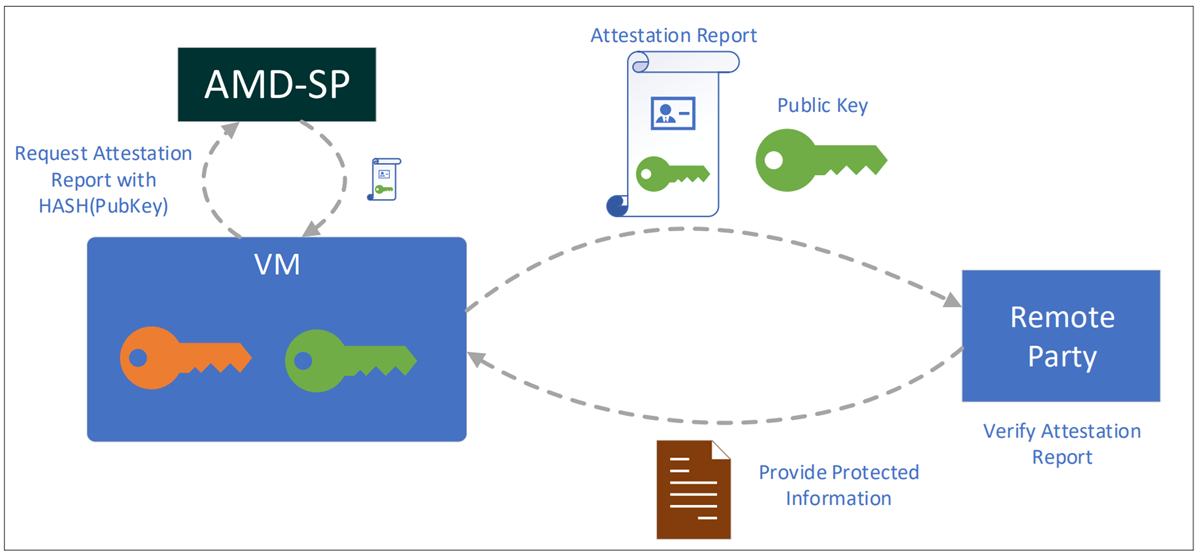 AMD-SP
Request Attestation
Report with
HASH(PubKey)
VM
Attestation Report
Public Key
Remote
Party
Verify Attestation
Report
Provide Protected
Information